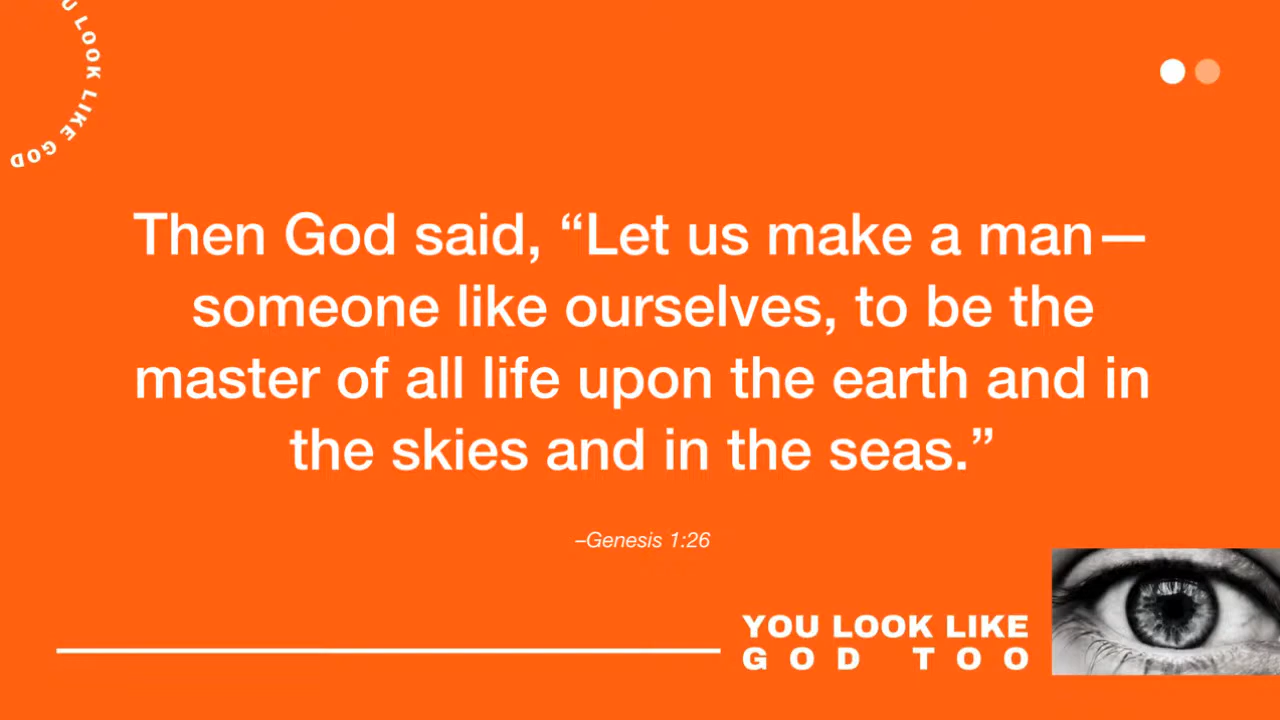 U LOOK LIKE GOD
Then God said, “Let us make a man—
someone like ourselves, to be the
master of all life upon the earth and in
the skies and in the seas.”
–Genesis 1:26
YOU LOOK LIKE
GOD TOO